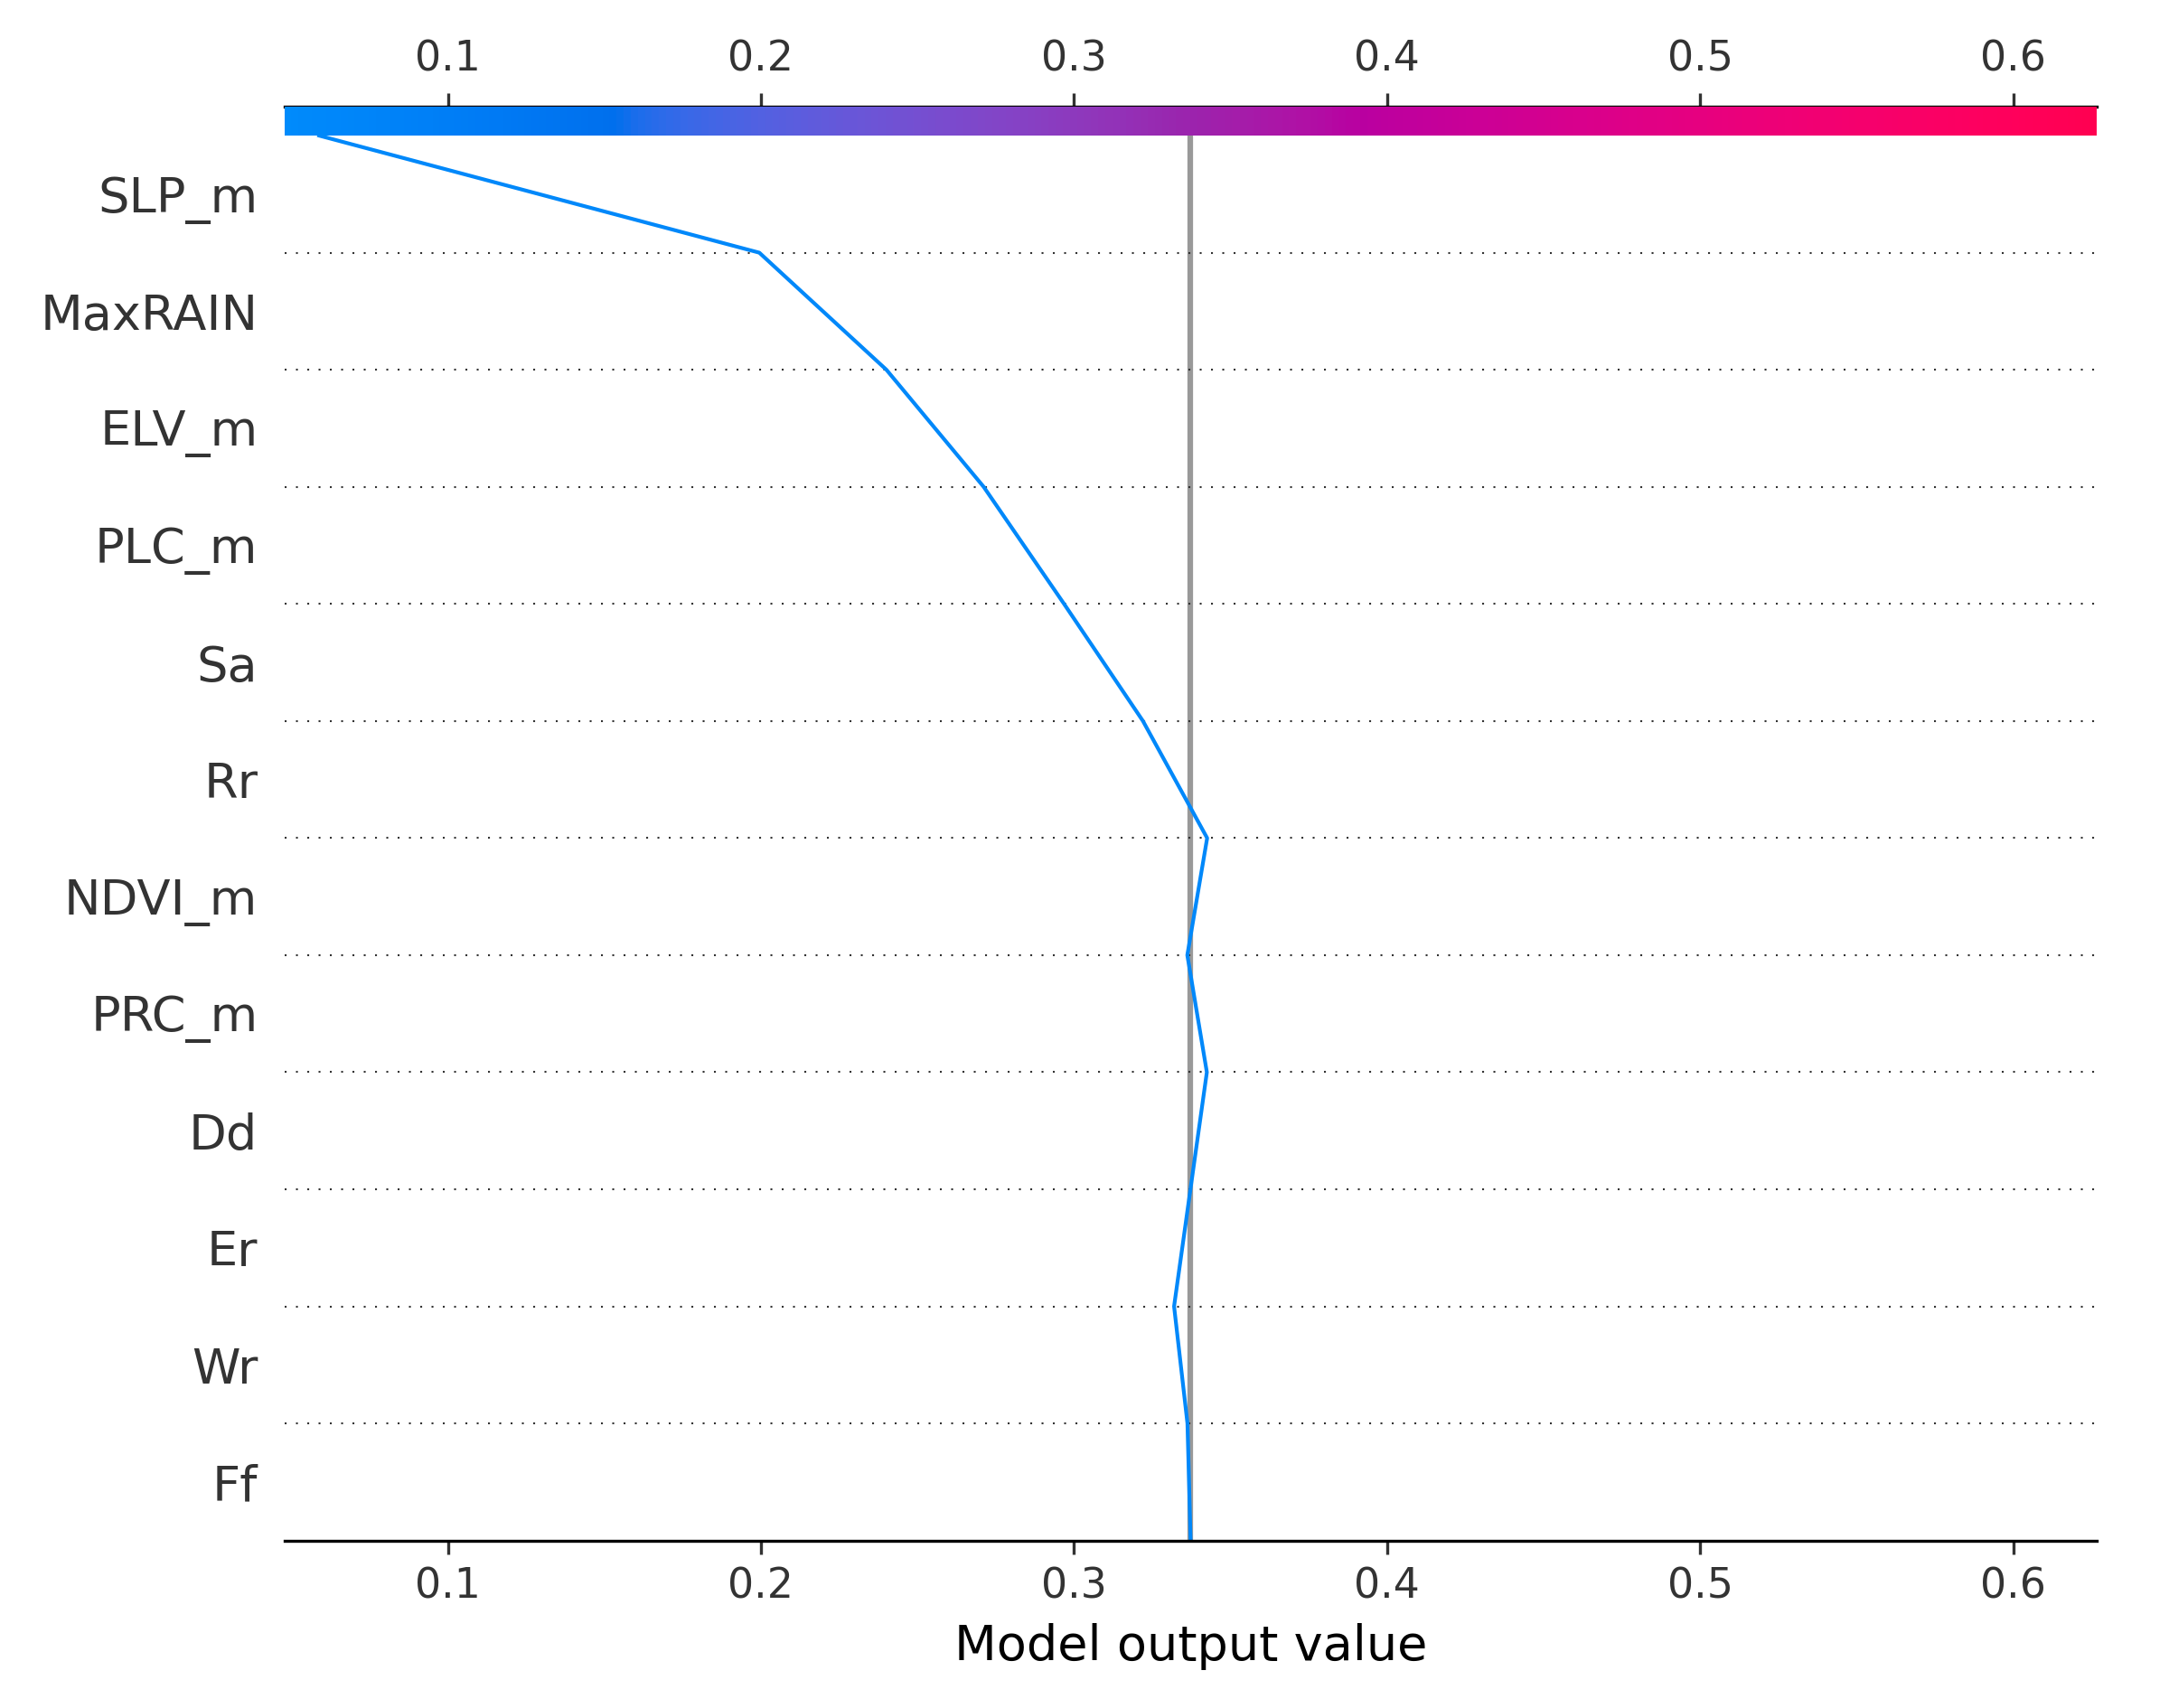 0.1 0.2 0.3 0.4 0.5 0.6
SLP_m
MaxRAIN
ELV_m
PLC_m
Sa
Rr
NDVI_m
PRC_m
Dd
Er
Wr
Ff
0.1 0.2 0.3 0.4 0.5 0.6
Model output value